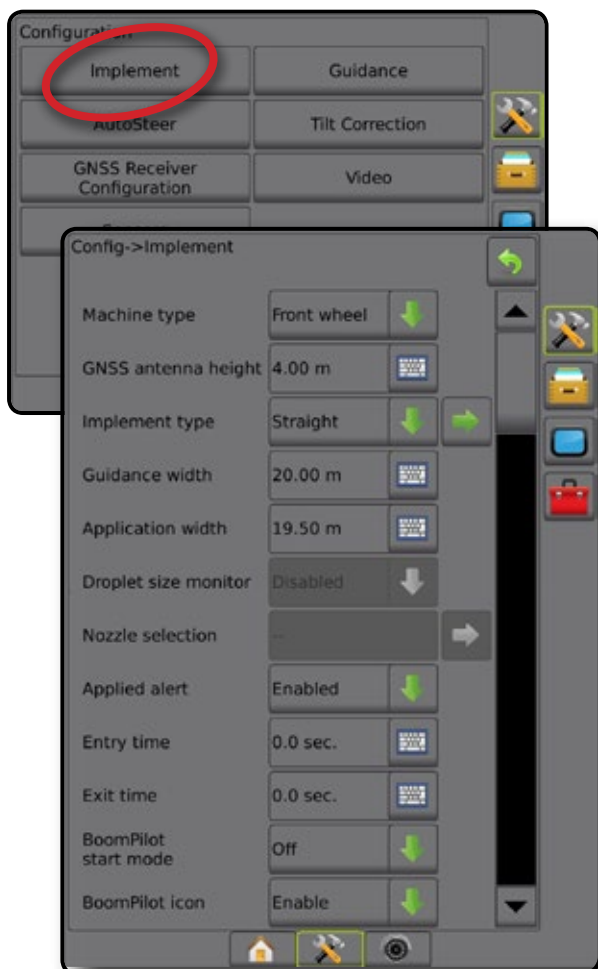 Configuration
Implement Guidance
AutoSteer Tilt Correction
GNSS Receiver
Configuration
Video
Config->Implement
Machine type Front wheel
GNSS antenna height 4.00 m
Implement type Straight
Guidance width 20.00 m
Application width 19.50 m
Droplet size monitor Disabled
Nozzle selection --
Applied alert Enabled
Entry time 0.0 sec.
Exit time 0.0 sec.
BoomPilot
start mode
Off
BoomPilot icon Enable